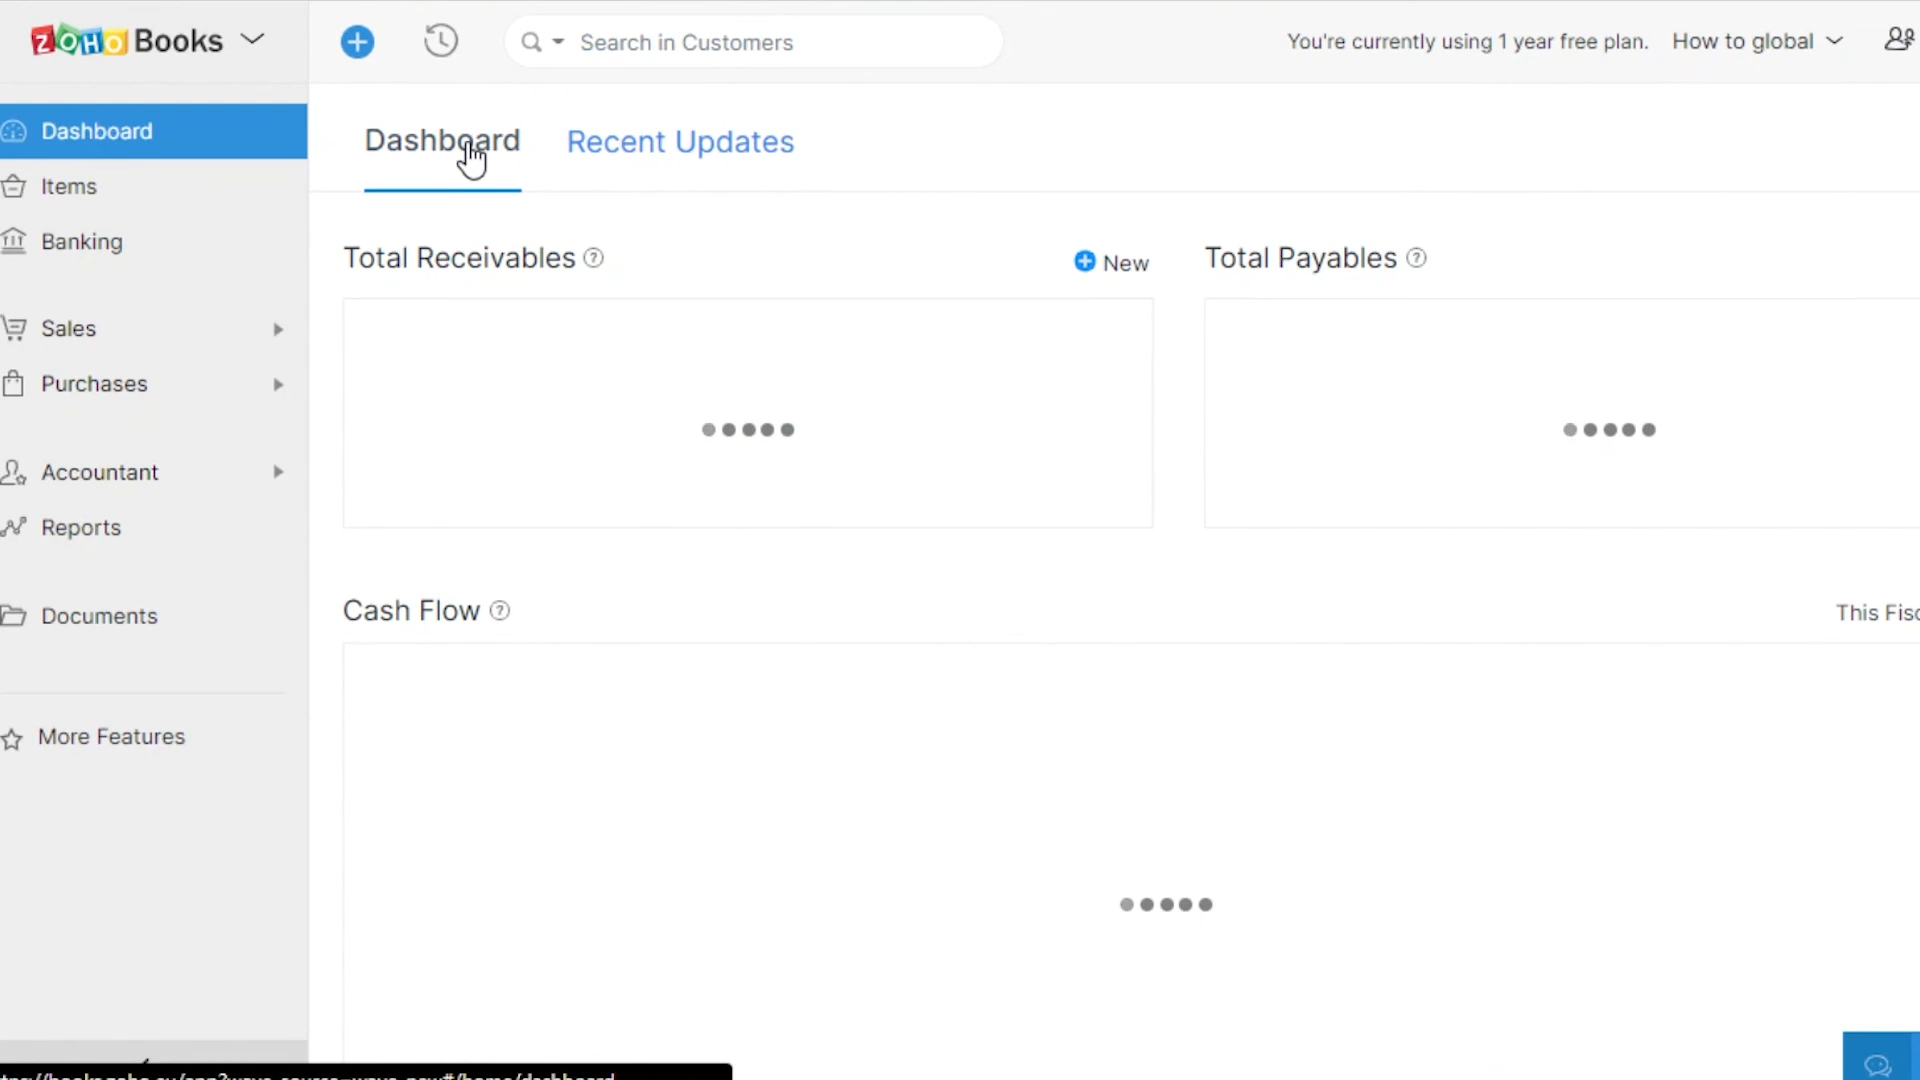 ZOHO Books
Search in Customers
You're currently using 1 year free plan.
How to global
Dashboard
Items
Banking
Sales
Purchases
Accountant
Reports
Documents
More Features
Dashboard
Recent Updates
Total Receivables
New
Total Payables
Cash Flow
This